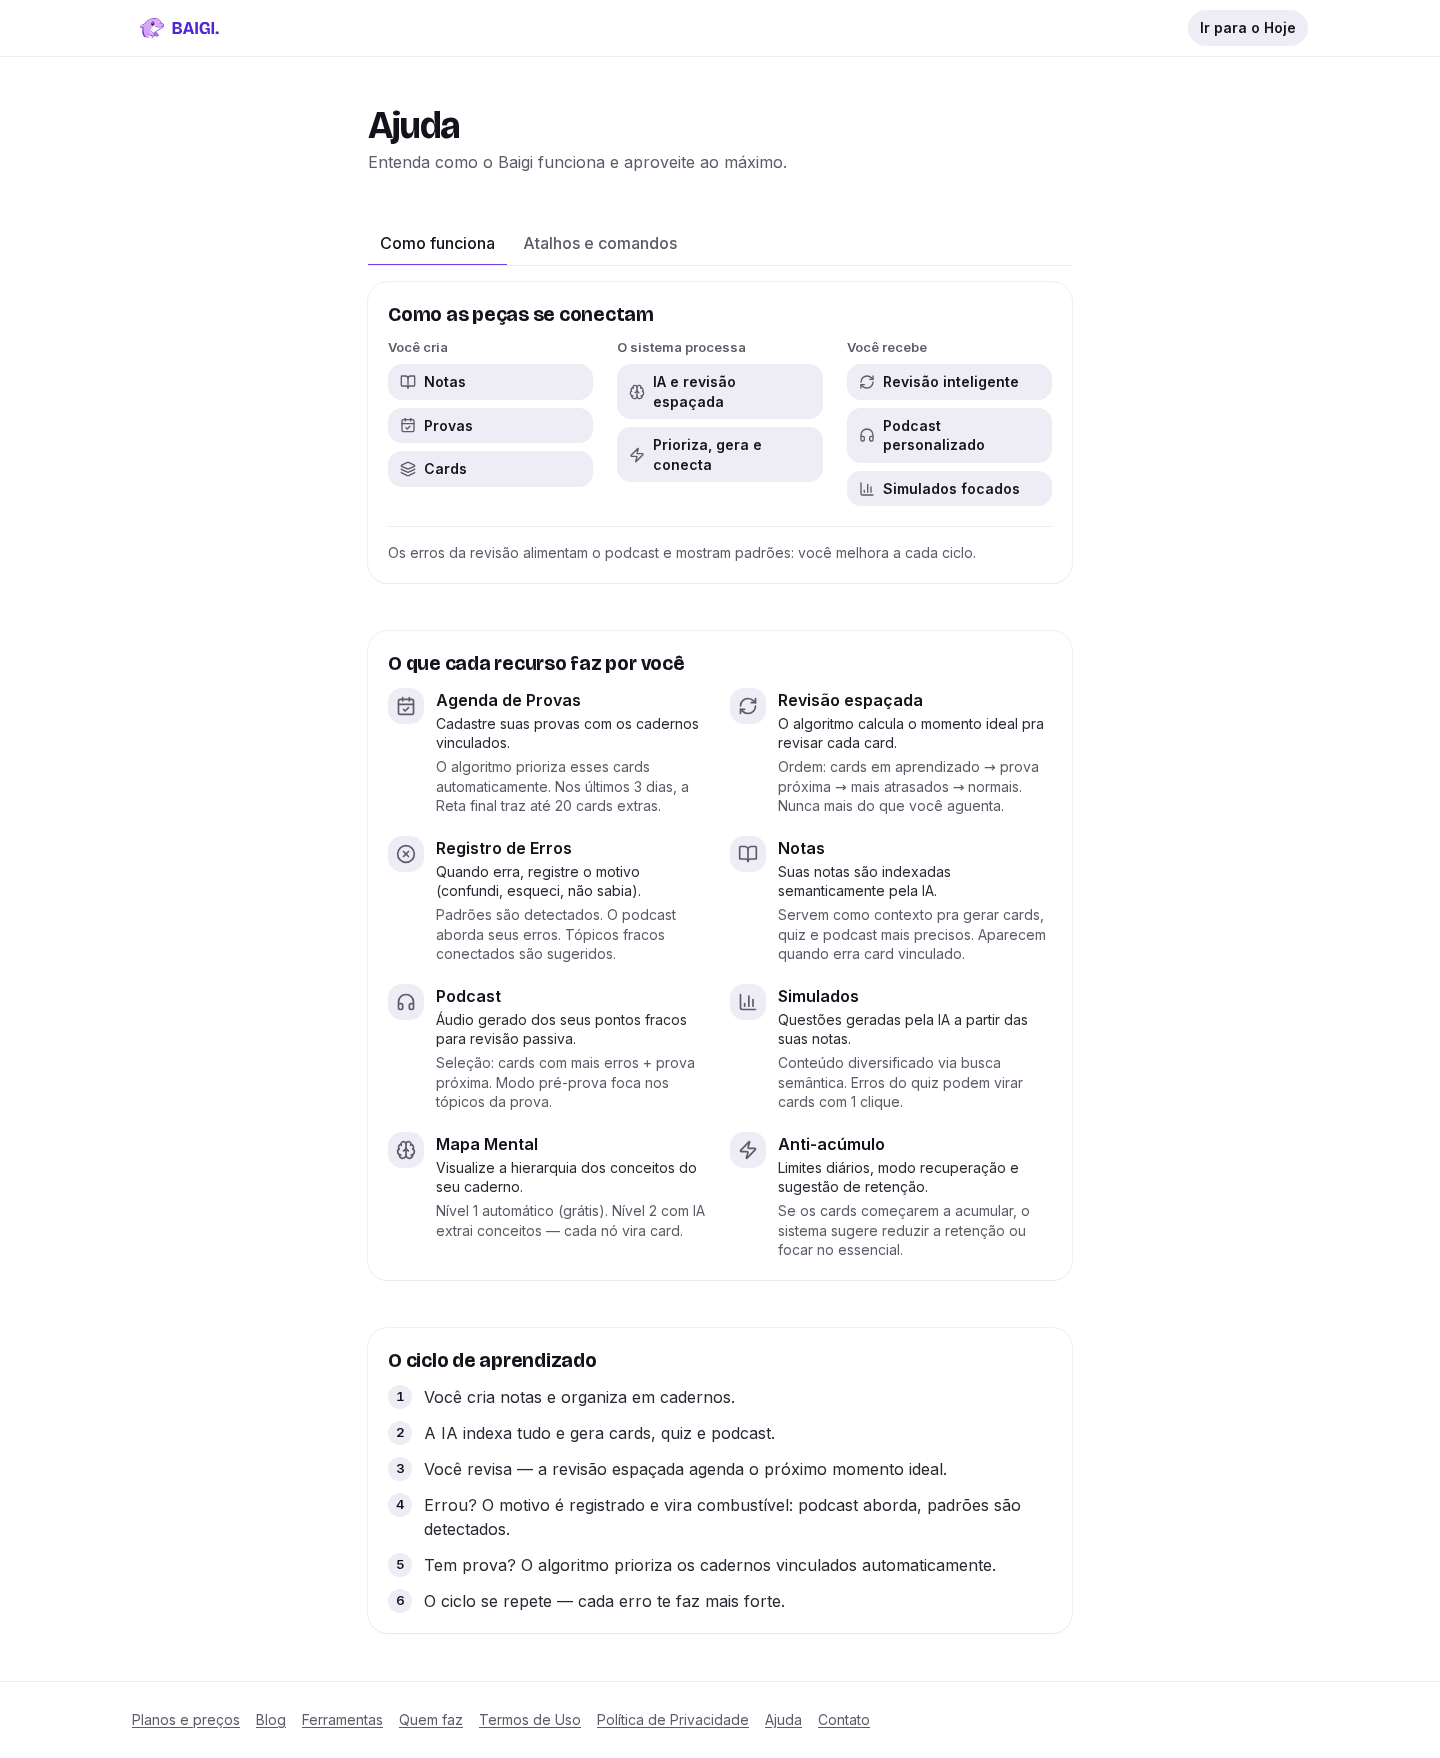 BAIGI.
Ir para o Hoje
Ajuda
Entenda como o Baigi funciona e aproveite ao máximo.
Como funciona
Atalhos e comandos
Como as peças se conectam
Você cria
Notas
Provas
Cards
O sistema processa
IA e revisão
espaçada
Prioriza, gera e
conecta
Você recebe
Revisão inteligente
Podcast
personalizado
Simulados focados
Os erros da revisão alimentam o podcast e mostram padrões: você melhora a cada ciclo.
O que cada recurso faz por você
Agenda de Provas
Cadastre suas provas com os cadernos
vinculados.
O algoritmo prioriza esses cards
automaticamente. Nos últimos 3 dias, a
Reta final traz até 20 cards extras.
Revisão espaçada
O algoritmo calcula o momento ideal pra
revisar cada card.
Ordem: cards em aprendizado → prova
próxima → mais atrasados → normais.
Nunca mais do que você aguenta.
Registro de Erros
Quando erra, registre o motivo
(confundi, esqueci, não sabia).
Padrões são detectados. O podcast
aborda seus erros. Tópicos fracos
conectados são sugeridos.
Notas
Suas notas são indexadas
semanticamente pela IA.
Servem como contexto pra gerar cards,
quiz e podcast mais precisos. Aparecem
quando erra card vinculado.
Podcast
Áudio gerado dos seus pontos fracos
para revisão passiva.
Seleção: cards com mais erros + prova
próxima. Modo pré-prova foca nos
tópicos da prova.
Simulados
Questões geradas pela IA a partir das
suas notas.
Conteúdo diversificado via busca
semântica. Erros do quiz podem virar
cards com 1 clique.
Mapa Mental
Visualize a hierarquia dos conceitos do
seu caderno.
Nível 1 automático (grátis). Nível 2 com IA
extrai conceitos — cada nó vira card.
Anti-acúmulo
Limites diários, modo recuperação e
sugestão de retenção.
Se os cards começarem a acumular, o
sistema sugere reduzir a retenção ou
focar no essencial.
O ciclo de aprendizado
1 Você cria notas e organiza em cadernos.
2 A IA indexa tudo e gera cards, quiz e podcast.
3 Você revisa — a revisão espaçada agenda o próximo momento ideal.
4 Errou? O motivo é registrado e vira combustível: podcast aborda, padrões são
detectados.
5 Tem prova? O algoritmo prioriza os cadernos vinculados automaticamente.
6 O ciclo se repete — cada erro te faz mais forte.
Planos e preços Blog Ferramentas Quem faz Termos de Uso Política de Privacidade Ajuda Contato